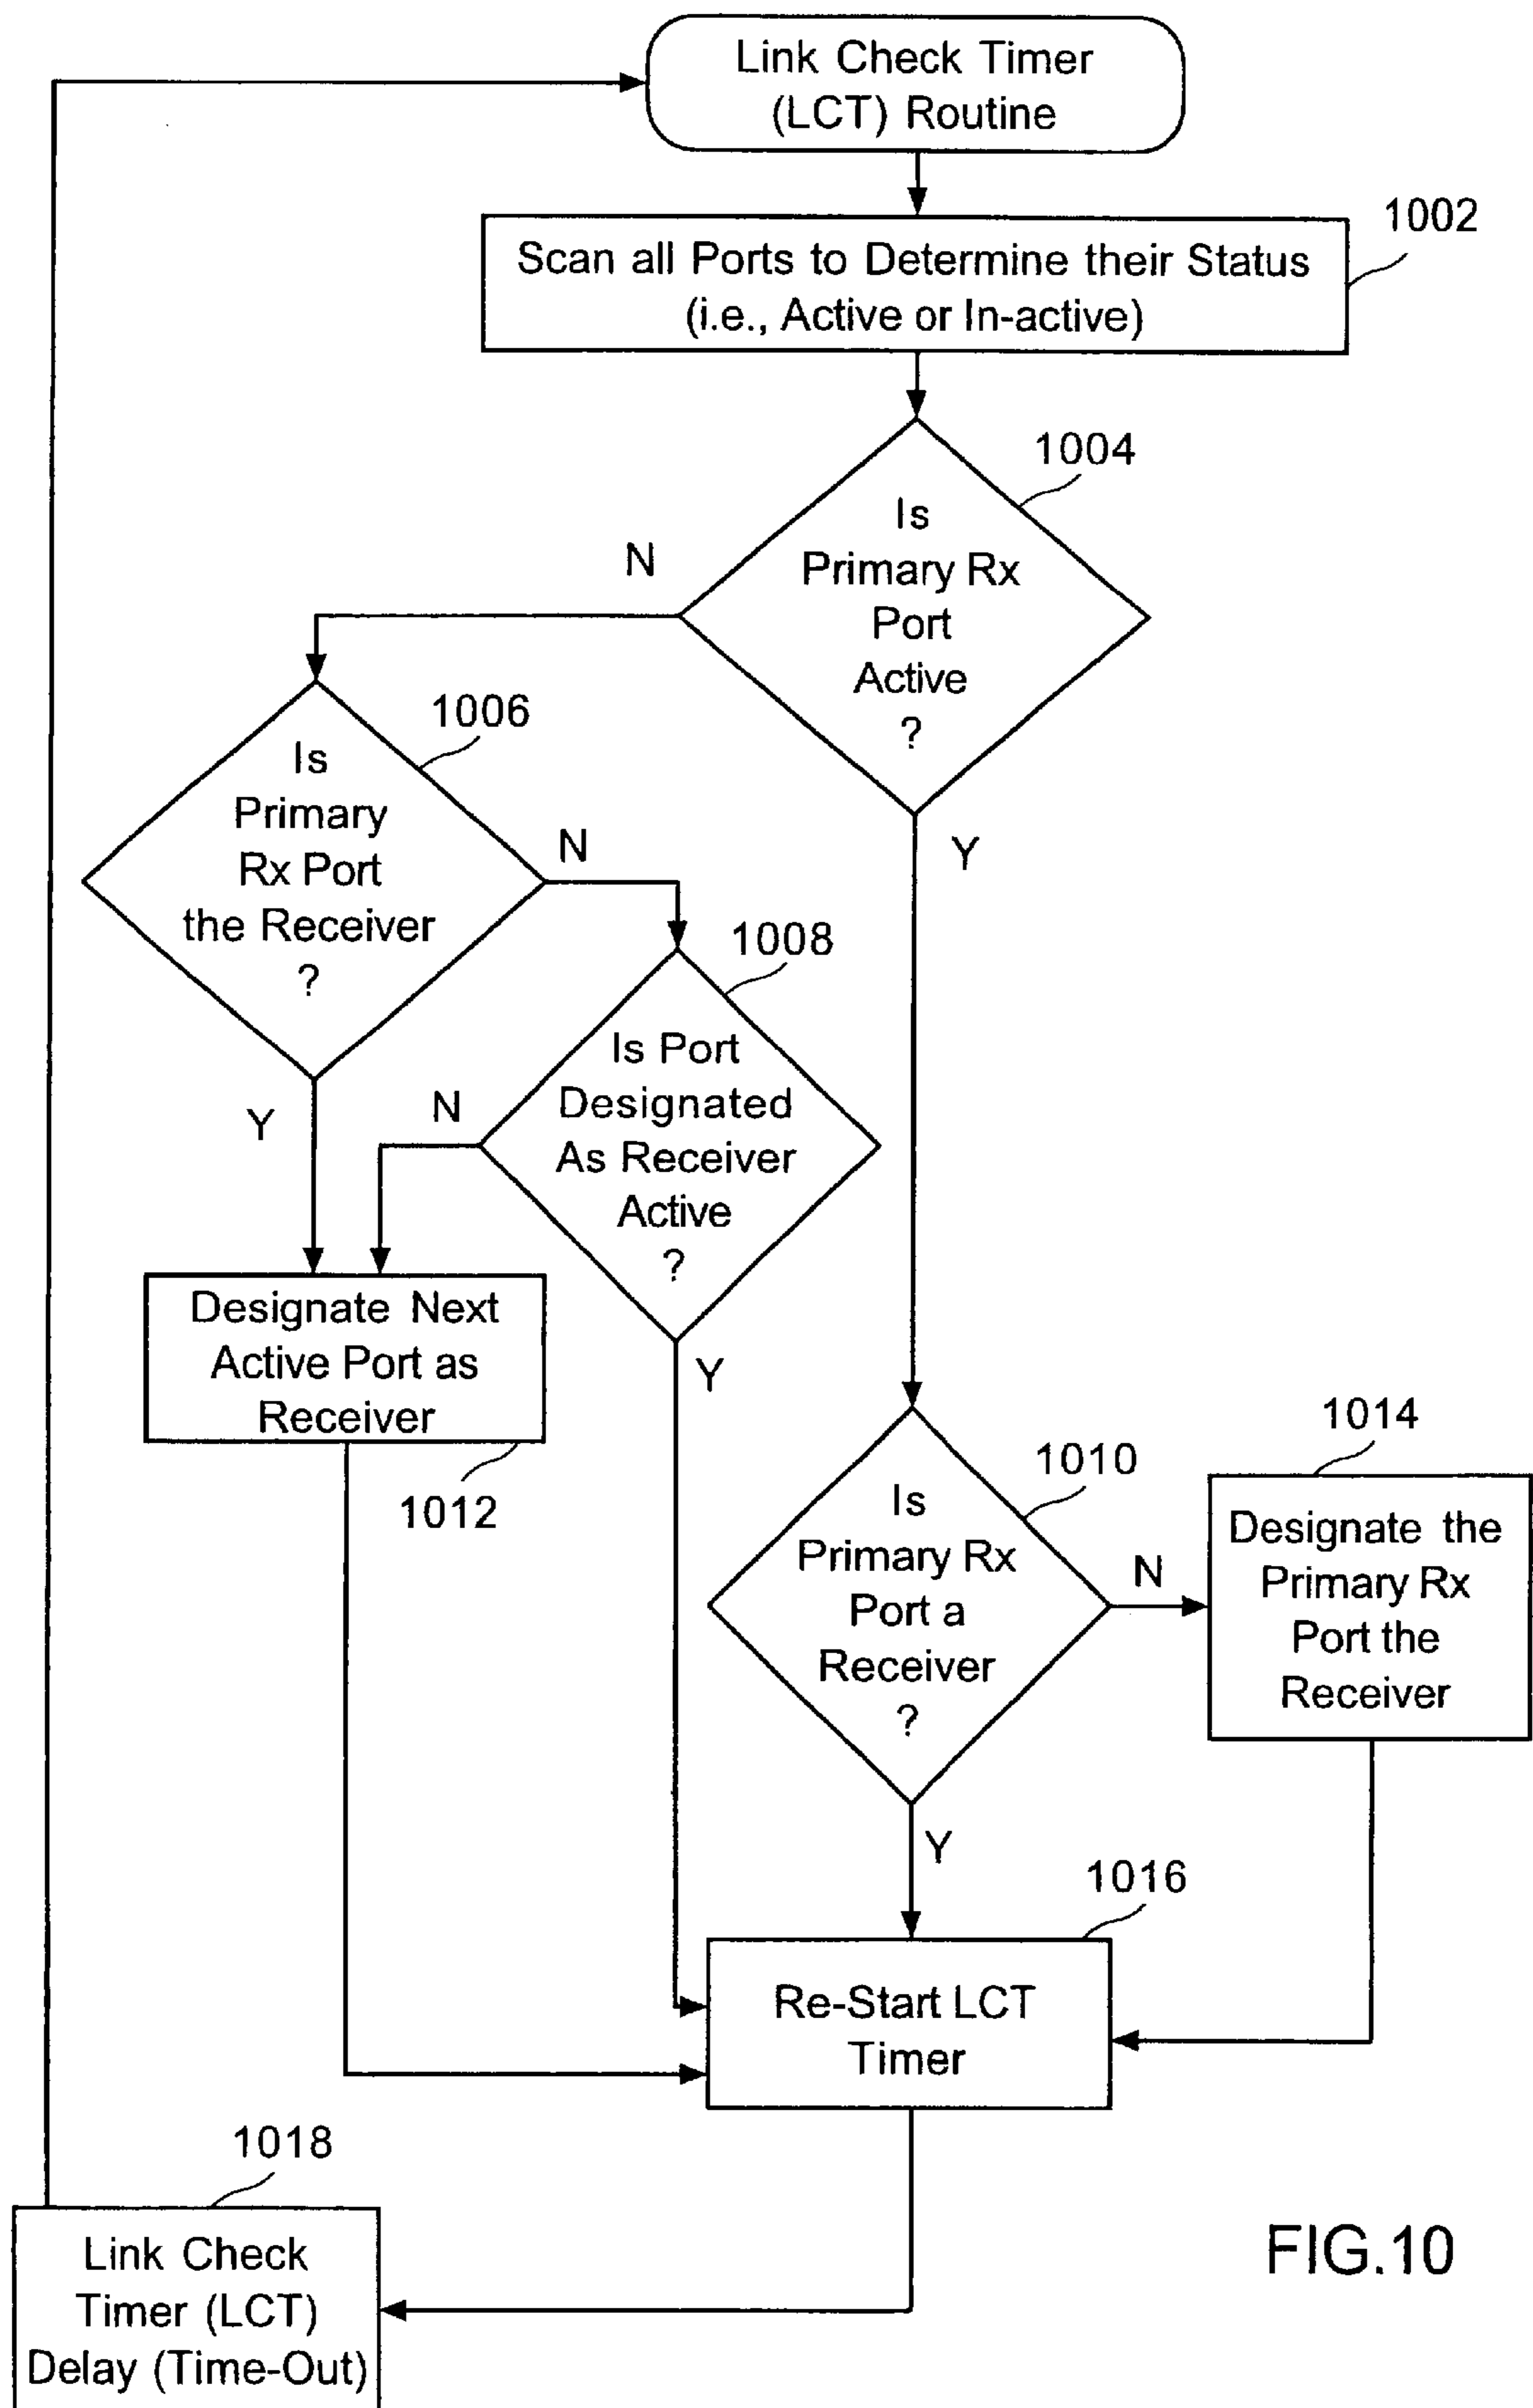 Link Check Timer
(LCT) Routine
1002
Scan all Ports to Determine their Status
(i.e., Active or In-active)
1004
Is
Primary Rx
Port
Active
?
N
Y
1006
Is
Primary
Rx Port
the Receiver
?
N
Y
1008
Is Port
Designated
As Receiver
Active
?
N
Y
Designate Next
Active Port as
Receiver
1012
1010
Is
Primary Rx
Port a
Receiver
?
N
Y
1014
Designate the
Primary Rx
Port the
Receiver
1016
Re-Start LCT
Timer
1018
Link Check
Timer (LCT)
Delay (Time-Out)
FIG.10